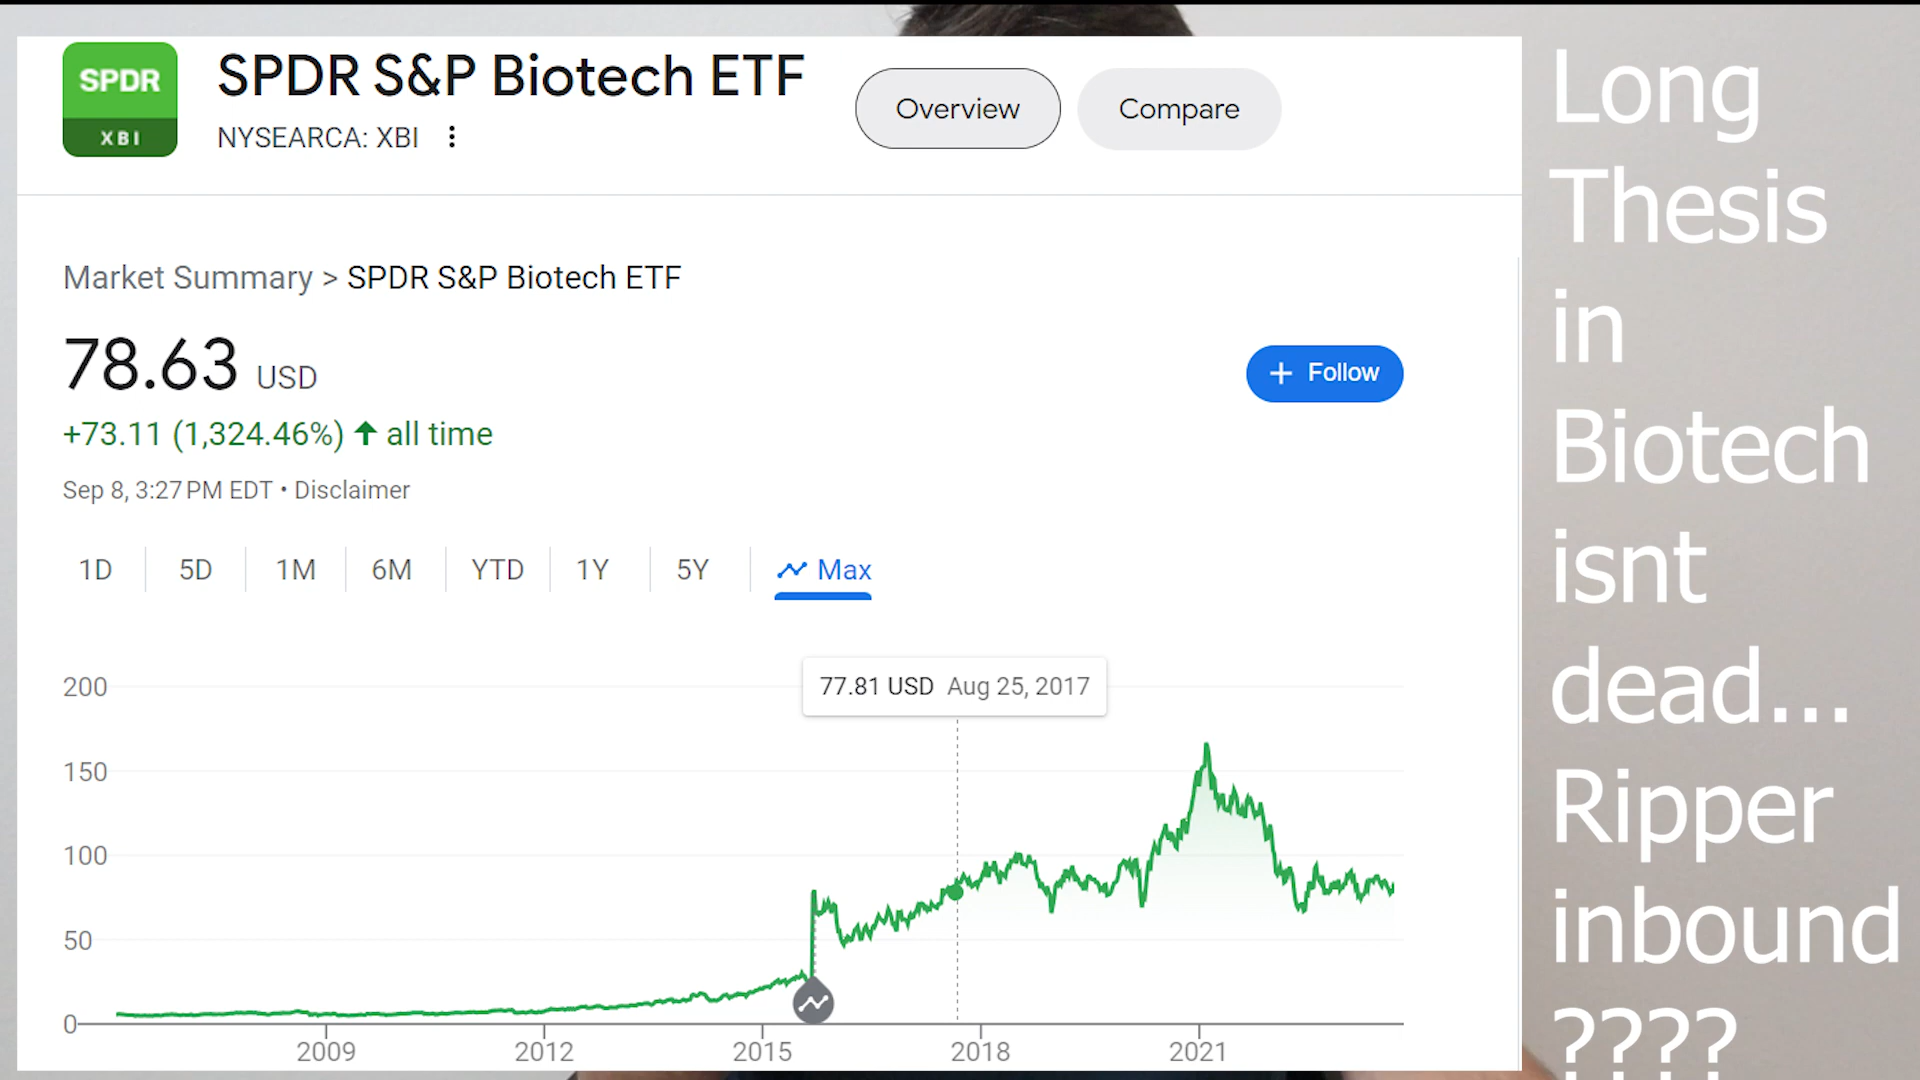 SPDR
XBI
SPDR S&P Biotech ETF
NYSEARCA: XBI
Overview
Compare
Market Summary > SPDR S&P Biotech ETF
78.63 USD
+ Follow
+73.11 (1,324.46%) ↑ all time
Sep 8, 3:27 PM EDT • Disclaimer
1D 5D 1M 6M YTD 1Y 5Y Max
77.81 USD Aug 25, 2017
200
150
100
50
0
2009 2012 2015 2018 2021
Long
Thesis
in
Biotech
isnt
dead...
Ripper
inbound
????